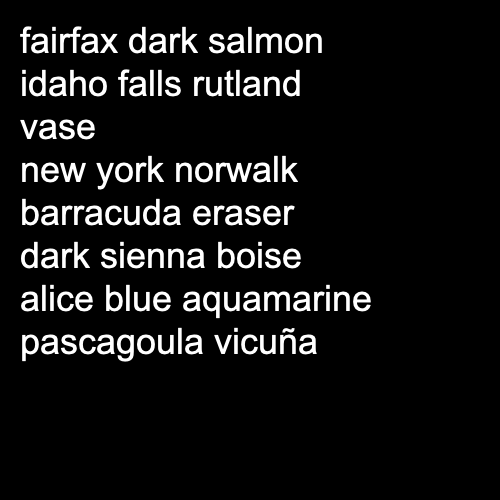 fairfax dark salmon
idaho falls rutland
vase
new york norwalk
barracuda eraser
dark sienna boise
alice blue aquamarine
pascagoula vicuña